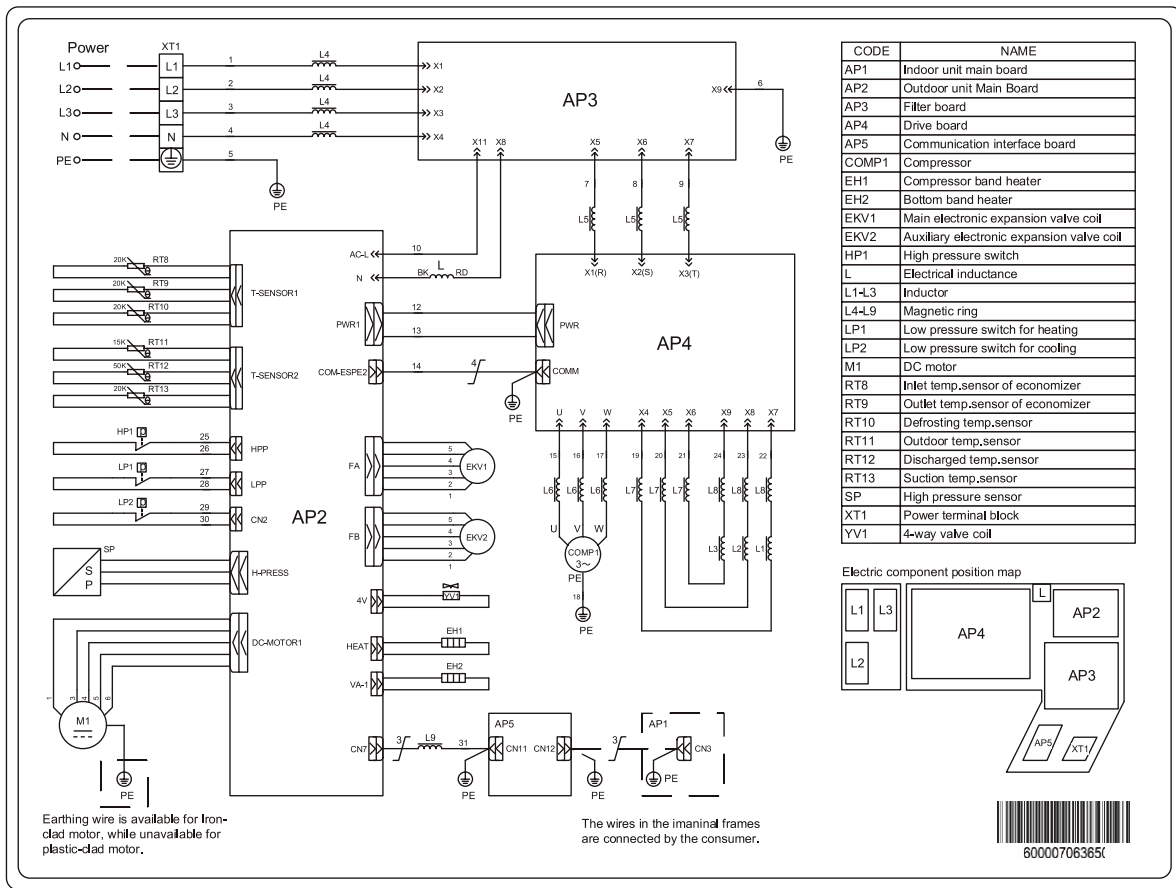 Power
XT1
L1 L1 1 L4 X1
L2 L2 2 L4 X2
L3 L3 3 L4 X3
N N 4 L4 X4
PE 5
PE
AP3
X9 6
PE
X11 X8 X5 X6 X7
7 8 9
L5 L5 L5
X1(R) X2(S) X3(T)
AC-L 10
N BK L RD
PWR1 12 PWR
13
COM-ESPE2 14 4 COMM
PE
AP4
U V W X4 X5 X6 X9 X8 X7
15 16 17 19 20 21 24 23 22
L6 L6 L6 L7 L7 L7 L8 L8 L8
U V W
L3 L2 L1
COMP1
3~
PE
18
PE
20K RT8
20K RT9
20K RT10
T-SENSOR1
15K RT11
50K RT12
20K RT13
T-SENSOR2
HP1 P
25
26
HPP
LP1 P
27
28
LPP
LP2 P
29
30
CN2
AP2
SP
S
P
H-PRESS
DC-MOTOR1
1 3 4 5 6
M1
PE
FA
5
4
3
2
1
EKV1
FB
5
4
3
2
1
EKV2
4V YV1
HEAT EH1
VA-1 EH2
CN7 3 L9 31
PE
AP5
CN11 CN12
PE
3
AP1
CN3
PE
Earthing wire is available for Iron-
clad motor, while unavailable for
plastic-clad motor.
The wires in the imaninal frames
are connected by the consumer.
CODE NAME
AP1 Indoor unit main board
AP2 Outdoor unit Main Board
AP3 Filter board
AP4 Drive board
AP5 Communication interface board
COMP1 Compressor
EH1 Compressor band heater
EH2 Bottom band heater
EKV1 Main electronic expansion valve coil
EKV2 Auxiliary electronic expansion valve coil
HP1 High pressure switch
L Electrical inductance
L1-L3 Inductor
L4-L9 Magnetic ring
LP1 Low pressure switch for heating
LP2 Low pressure switch for cooling
M1 DC motor
RT8 Inlet temp.sensor of economizer
RT9 Outlet temp.sensor of economizer
RT10 Defrosting temp.sensor
RT11 Outdoor temp.sensor
RT12 Discharged temp.sensor
RT13 Suction temp.sensor
SP High pressure sensor
XT1 Power terminal block
YV1 4-way valve coil
Electric component position map
L1 L3
L2
AP4
L
AP2
AP3
AP5
XT1